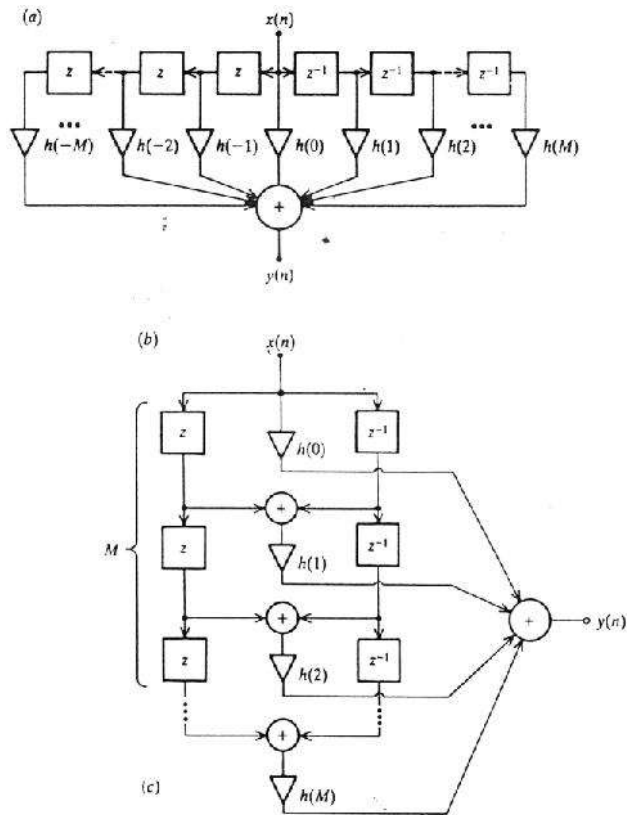 (a)
x(n)
z z z z⁻¹ z⁻¹ z⁻¹
h(−M) h(−2) h(−1) h(0) h(1) h(2) h(M)
+
y(n)
(b)
x(n)
z z⁻¹
h(0)
+
M z z⁻¹
h(1)
+ + y(n)
z z⁻¹
h(2)
+
(c) h(M)